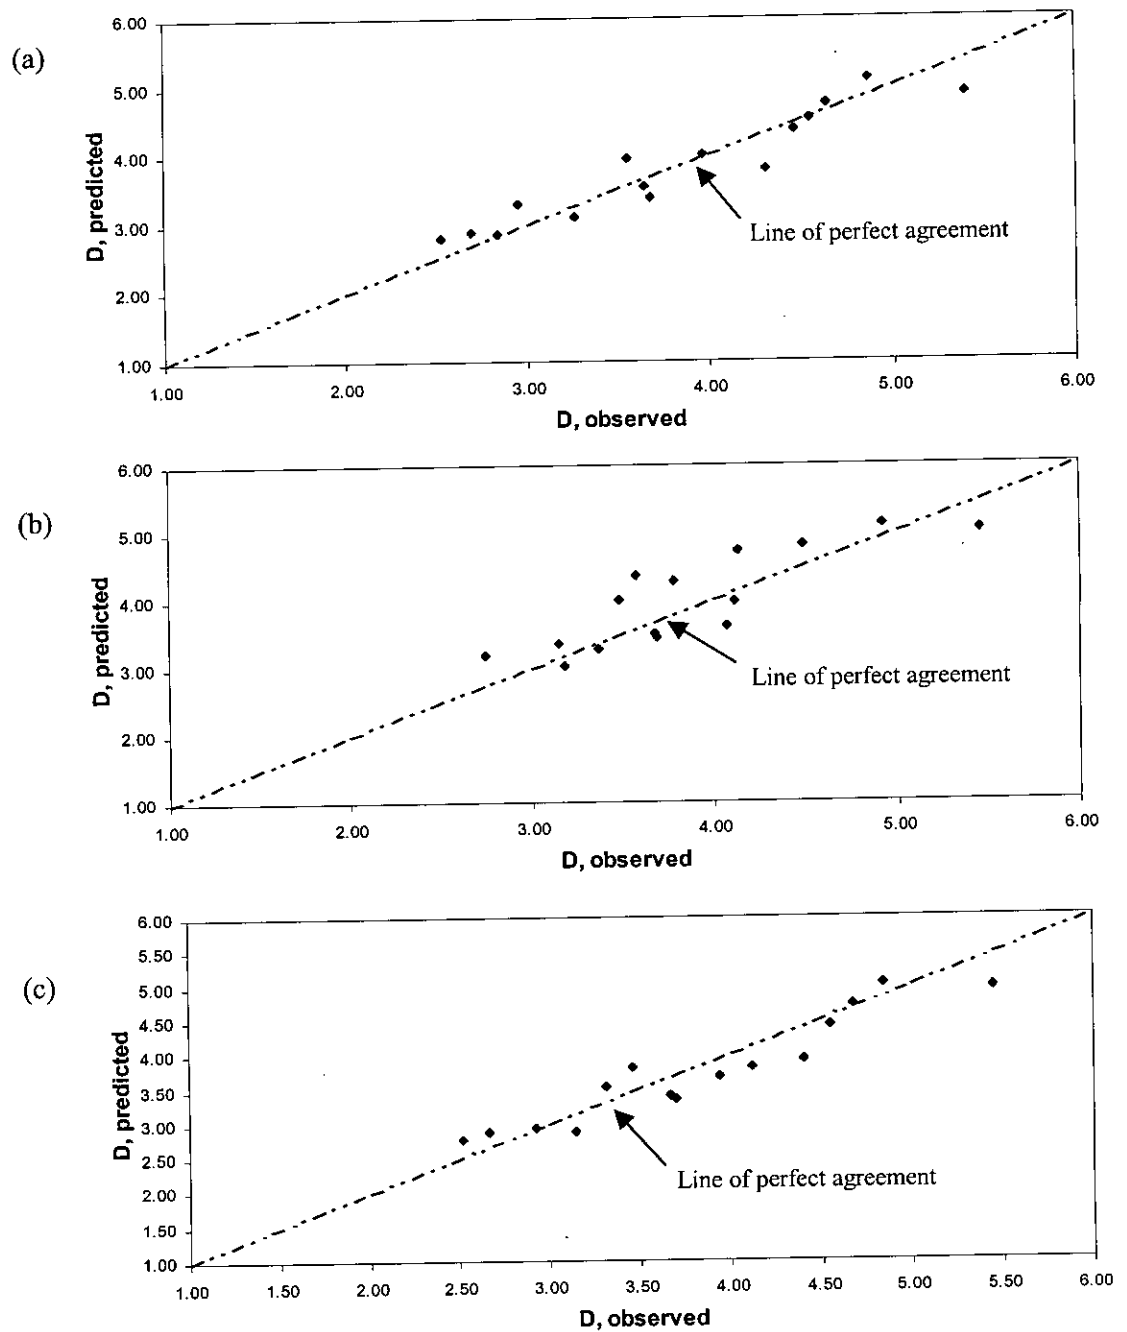 (a)
6.00
5.00
4.00
3.00
2.00
1.00
D, predicted
Line of perfect agreement
1.00 2.00 3.00 4.00 5.00 6.00
D, observed
(b)
6.00
5.00
4.00
3.00
2.00
1.00
D, predicted
Line of perfect agreement
1.00 2.00 3.00 4.00 5.00 6.00
D, observed
(c)
6.00
5.50
5.00
4.50
4.00
3.50
3.00
2.50
2.00
1.50
1.00
D, predicted
Line of perfect agreement
1.00 1.50 2.00 2.50 3.00 3.50 4.00 4.50 5.00 5.50 6.00
D, observed